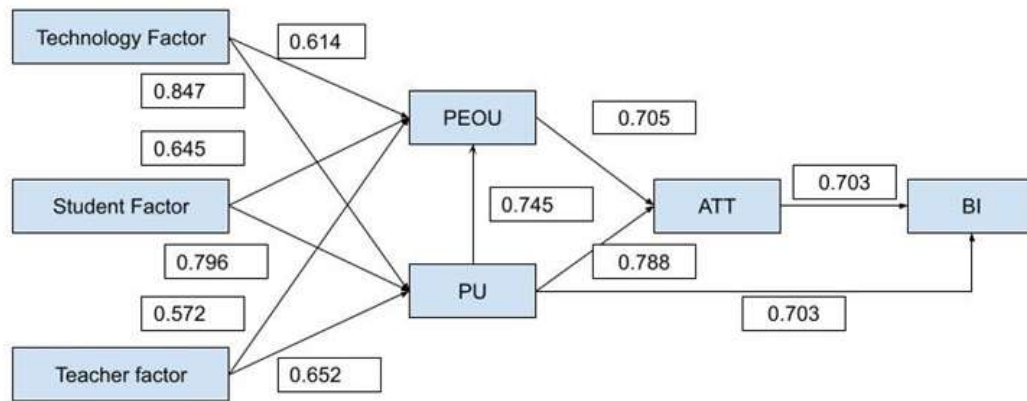 Technology Factor
0.614
0.847
PEOU
0.705
0.645
Student Factor
0.745
ATT
0.703
BI
0.796
PU
0.788
0.572
0.703
Teacher factor
0.652